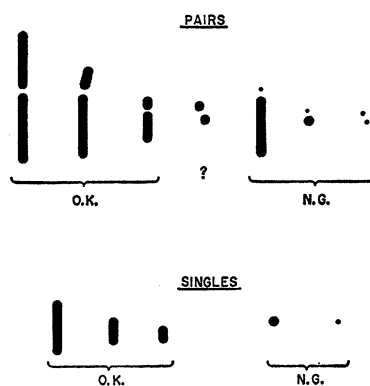 PAIRS
?
O.K.
N.G.
SINGLES
O.K.
N.G.